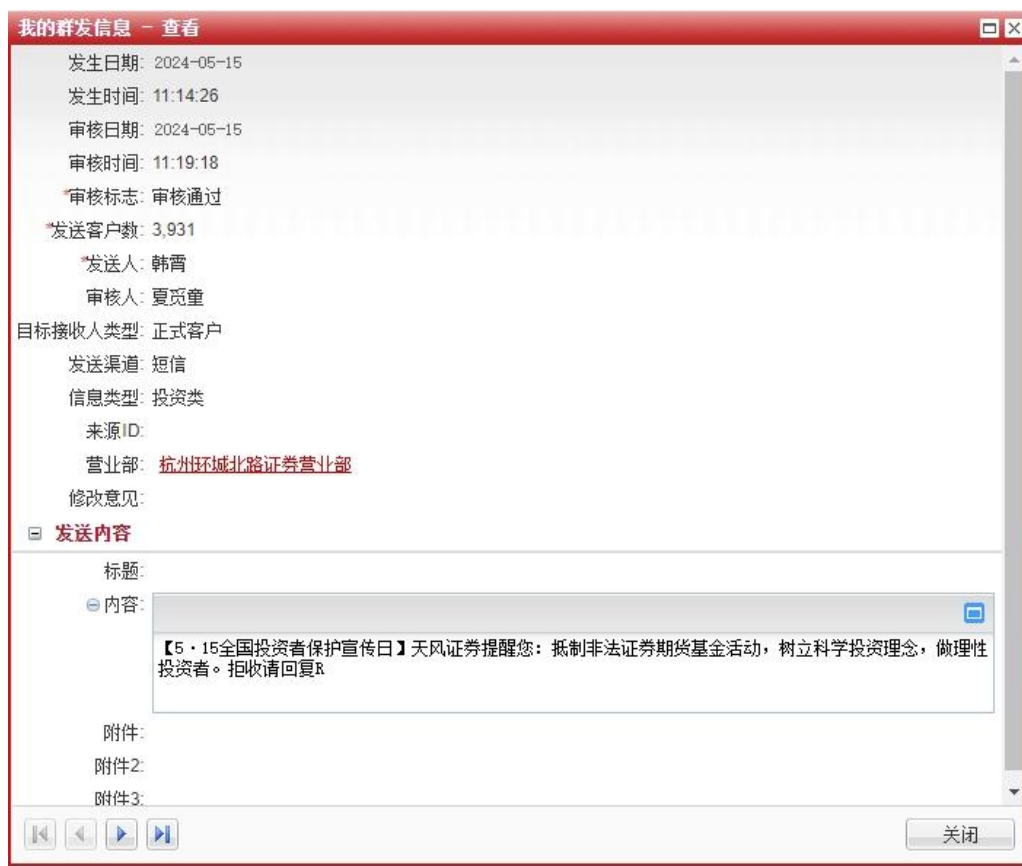 我的群发信息 - 查看
发生日期: 2024-05-15
发生时间: 11:14:26
审核日期: 2024-05-15
审核时间: 11:19:18
*审核标志: 审核通过
*发送客户数: 3,931
*发送人: 韩霄
审核人: 夏觅童
目标接收人类型: 正式客户
发送渠道: 短信
信息类型: 投资类
来源ID:
营业部: 杭州环城北路证券营业部
修改意见:
发送内容
标题:
内容:
【5·15全国投资者保护宣传日】天风证券提醒您：抵制非法证券期货基金活动，树立科学投资理念，做理性
投资者。拒收请回复R
附件:
附件2:
附件3:
关闭